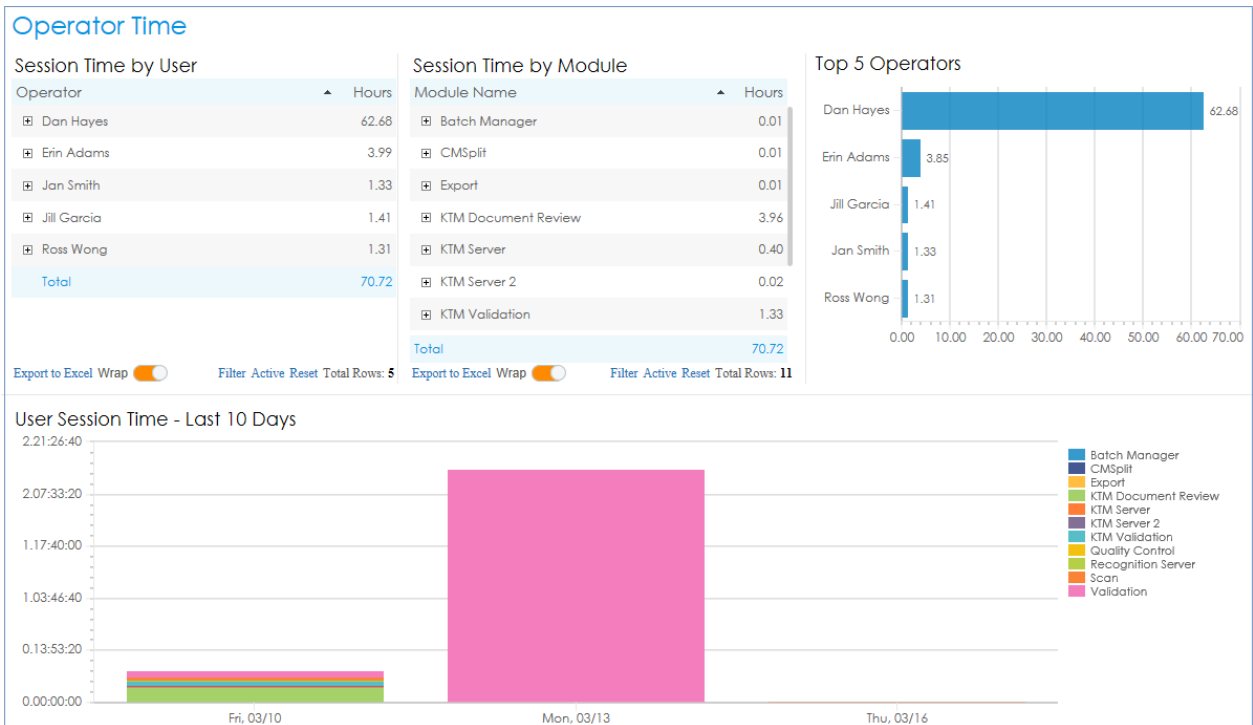 Operator Time
Session Time by User
Operator Hours
Dan Hayes 62.68
Erin Adams 3.99
Jan Smith 1.33
Jill Garcia 1.41
Ross Wong 1.31
Total 70.72
Export to Excel Wrap Filter Active Reset Total Rows: 5
Session Time by Module
Module Name Hours
Batch Manager 0.01
CMSplit 0.01
Export 0.01
KTM Document Review 3.96
KTM Server 0.40
KTM Server 2 0.02
KTM Validation 1.33
Total 70.72
Export to Excel Wrap Filter Active Reset Total Rows: 11
Top 5 Operators
Dan Hayes 62.68
Erin Adams 3.85
Jill Garcia 1.41
Jan Smith 1.33
Ross Wong 1.31
0.00 10.00 20.00 30.00 40.00 50.00 60.00 70.00
User Session Time - Last 10 Days
2.21:26:40
2.07:33:20
1.17:40:00
1.03:46:40
0.13:53:20
0.00:00:00
Fri, 03/10 Mon, 03/13 Thu, 03/16
Batch Manager
CMSplit
Export
KTM Document Review
KTM Server
KTM Server 2
KTM Validation
Quality Control
Recognition Server
Scan
Validation